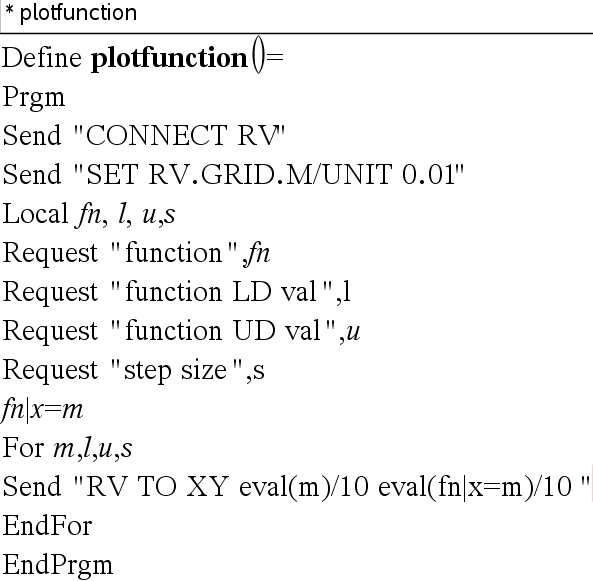 * plotfunction
Define plotfunction()=
Prgm
Send "CONNECT RV"
Send "SET RV.GRID.M/UNIT 0.01"
Local fn, l, u,s
Request "function",fn
Request "function LD val",l
Request "function UD val",u
Request "step size",s
fn|x=m
For m,l,u,s
Send "RV TO XY eval(m)/10 eval(fn|x=m)/10 "
EndFor
EndPrgm